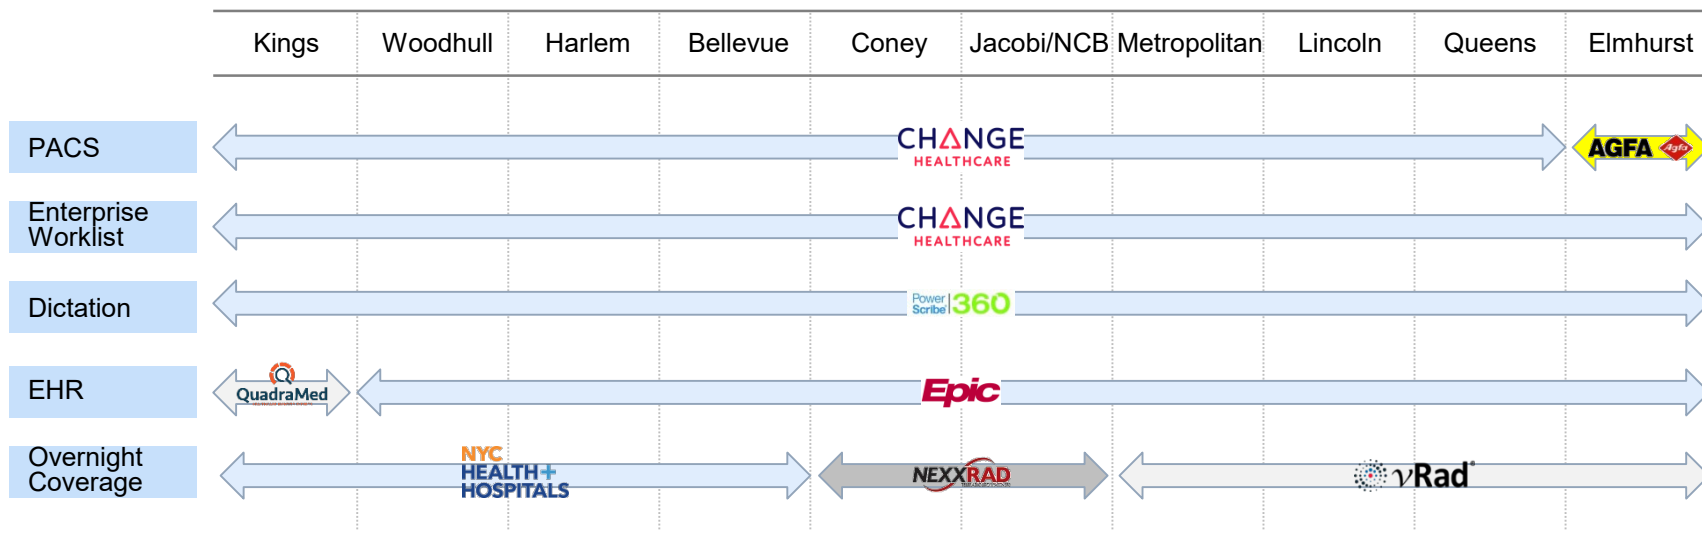 Kings Woodhull Harlem Bellevue Coney Jacobi/NCB Metropolitan Lincoln Queens Elmhurst
PACS
CHANGE
HEALTHCARE
AGFA Agfa
Enterprise
Worklist
CHANGE
HEALTHCARE
Dictation
Power
Scribe 360
EHR
QuadraMed
Epic
Overnight
Coverage
NYC
HEALTH+
HOSPITALS
NEXXRAD
vRad